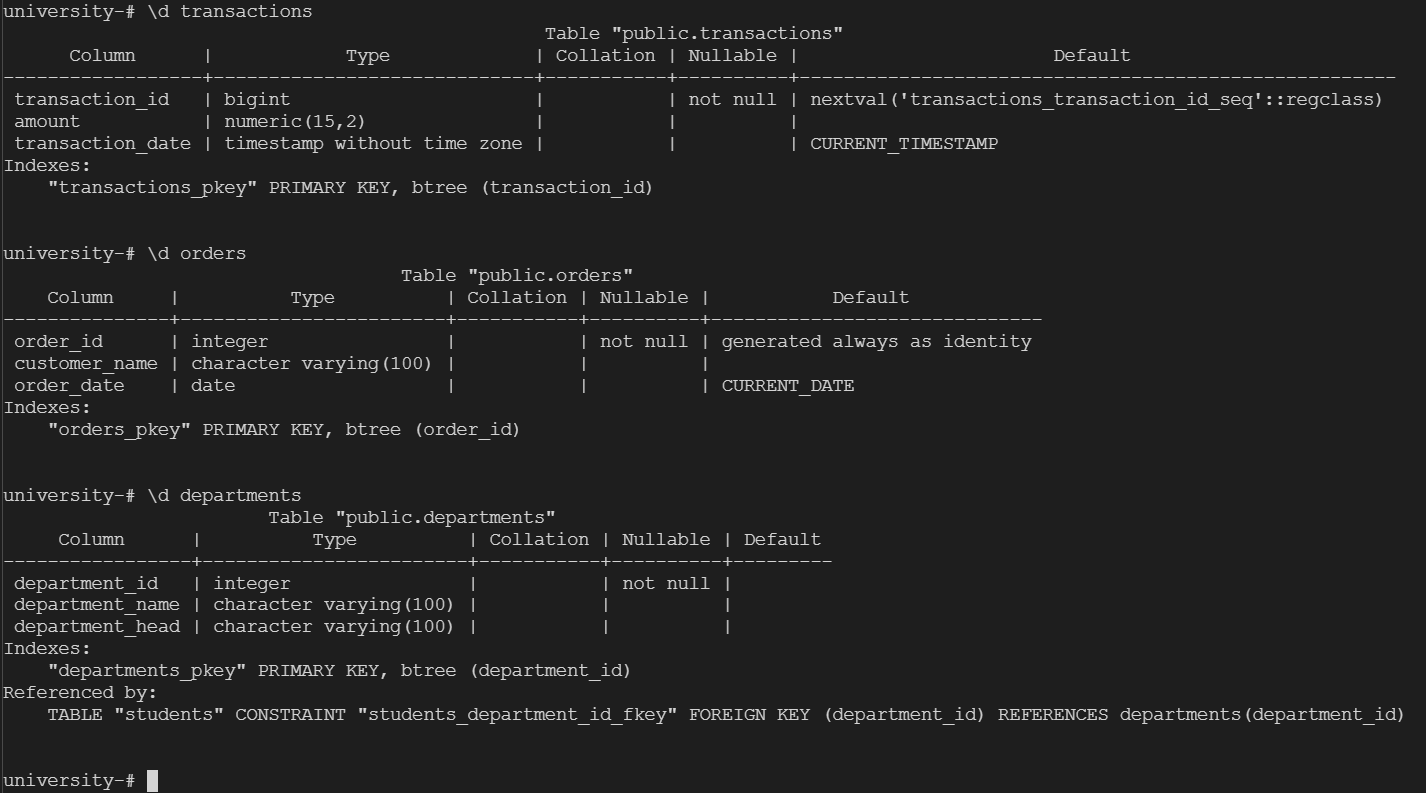 university-# \d transactions
                                                 Table "public.transactions"
      Column      |            Type             | Collation | Nullable |                       Default
------------------+-----------------------------+-----------+----------+------------------------------------------------------
 transaction_id   | bigint                      |           | not null | nextval('transactions_transaction_id_seq'::regclass)
 amount           | numeric(15,2)               |           |          |
 transaction_date | timestamp without time zone |           |          | CURRENT_TIMESTAMP
Indexes:
    "transactions_pkey" PRIMARY KEY, btree (transaction_id)
university-# \d orders
                                    Table "public.orders"
    Column     |          Type          | Collation | Nullable |           Default
---------------+------------------------+-----------+----------+------------------------------
 order_id      | integer                |           | not null | generated always as identity
 customer_name | character varying(100) |           |          |
 order_date    | date                   |           |          | CURRENT_DATE
Indexes:
    "orders_pkey" PRIMARY KEY, btree (order_id)
university-# \d departments
                        Table "public.departments"
     Column      |          Type          | Collation | Nullable | Default
-----------------+------------------------+-----------+----------+---------
 department_id   | integer                |           | not null |
 department_name | character varying(100) |           |          |
 department_head | character varying(100) |           |          |
Indexes:
    "departments_pkey" PRIMARY KEY, btree (department_id)
Referenced by:
    TABLE "students" CONSTRAINT "students_department_id_fkey" FOREIGN KEY (department_id) REFERENCES departments(department_id)
university-#